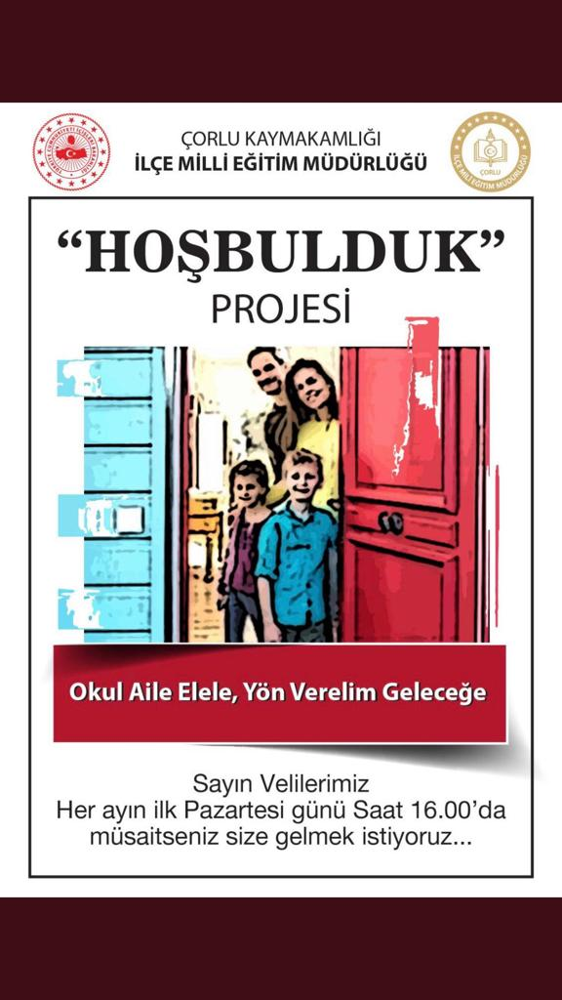 ÇORLU KAYMAKAMLIĞI
İLÇE MİLLİ EĞİTİM MÜDÜRLÜĞÜ
ÇORLU
İLÇE MİLLİ EĞİTİM MÜDÜRLÜĞÜ
“HOŞBULDUK”
PROJESİ
Okul Aile Elele, Yön Verelim Geleceğe
Sayın Velilerimiz
Her ayın ilk Pazartesi günü Saat 16.00’da
müsaitseniz size gelmek istiyoruz...